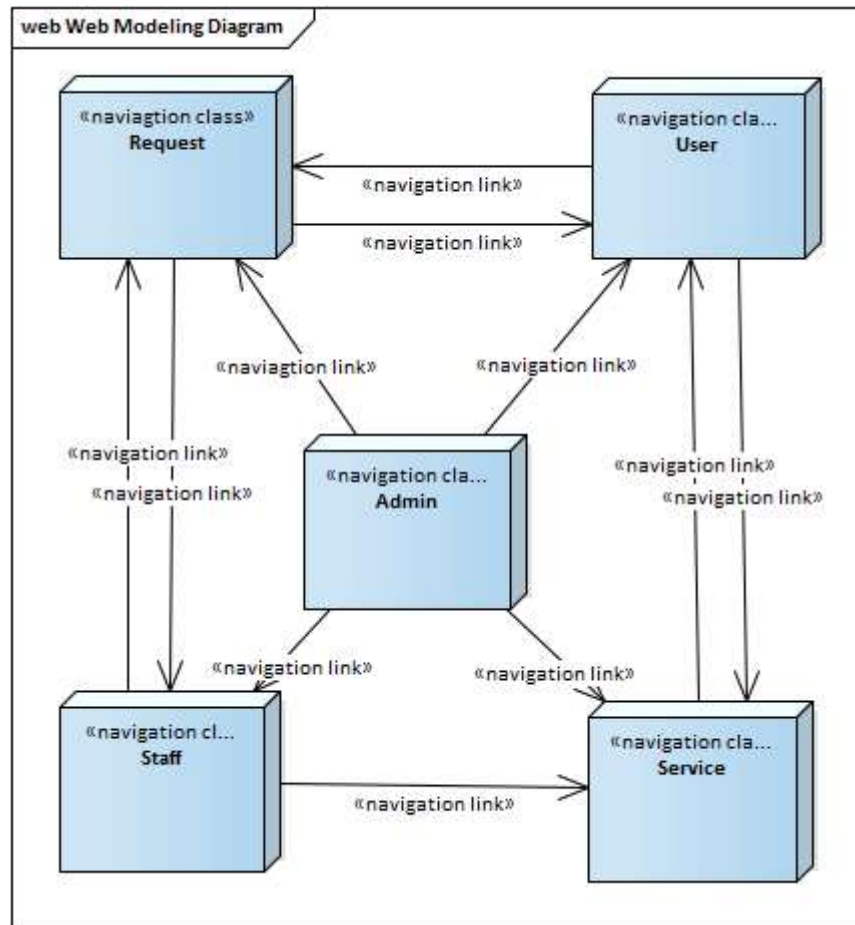 web Web Modeling Diagram
«naviagtion class»
Request
«navigation cla...
User
«navigation link»
«navigation link»
«naviagtion link»
«navigation link»
«navigation link»
«navigation link»
«navigation cla...
Admin
«navigation link»
«navigation link»
«navigation link»
«navigation link»
«navigation cl...
Staff
«navigation cla...
Service
«navigation link»